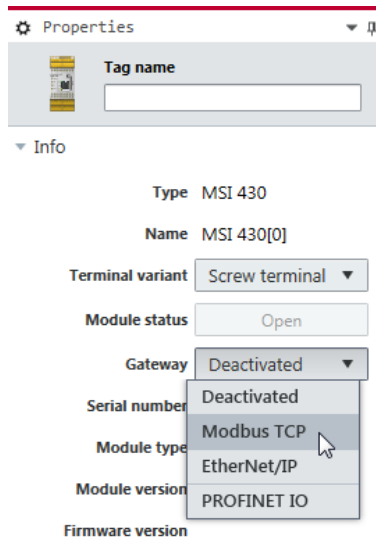 Properties
Tag name
Info
Type MSI 430
Name MSI 430[0]
Terminal variant Screw terminal
Module status Open
Gateway Deactivated
Serial number Deactivated
Modbus TCP
Module type
EtherNet/IP
Module version
PROFINET IO
Firmware version